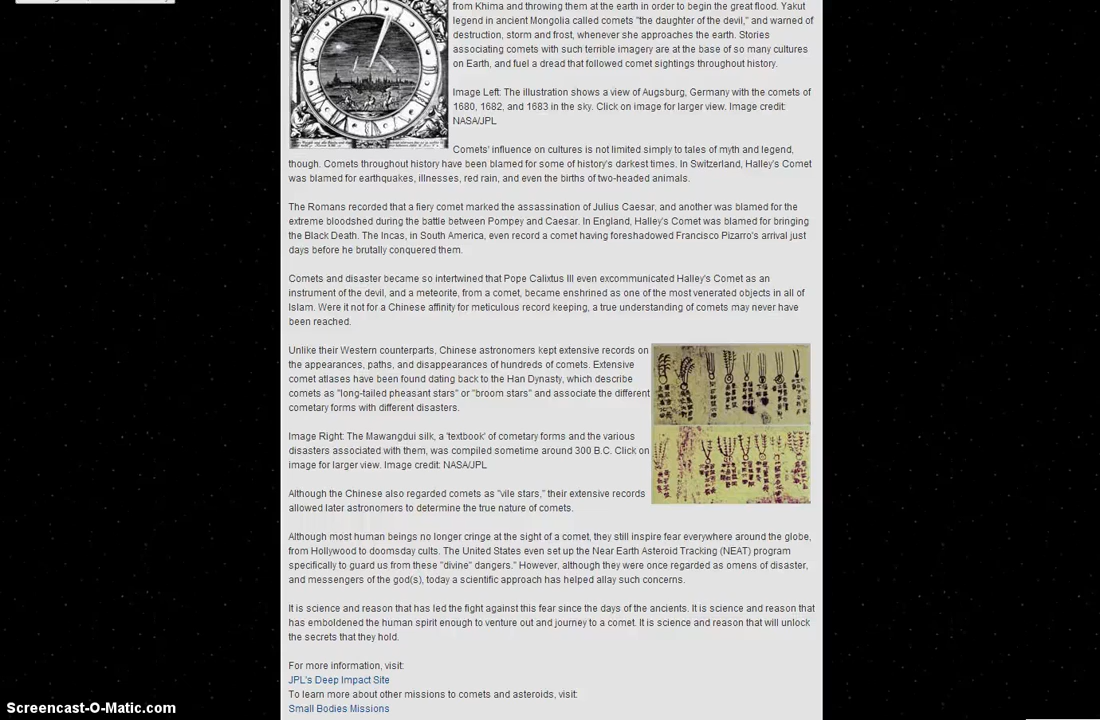 from Khima and throwing them at the earth in order to begin the great flood. Yakut
legend in ancient Mongolia called comets "the daughter of the devil," and warned of
destruction, storm and frost, whenever she approaches the earth. Stories
associating comets with such terrible imagery are at the base of so many cultures
on Earth, and fuel a dread that followed comet sightings throughout history.
Image Left: The illustration shows a view of Augsburg, Germany with the comets of
1680, 1682, and 1683 in the sky. Click on image for larger view. Image credit:
NASA/JPL
Comets' influence on cultures is not limited simply to tales of myth and legend,
though. Comets throughout history have been blamed for some of history's darkest times. In Switzerland, Halley's Comet
was blamed for earthquakes, illnesses, red rain, and even the births of two-headed animals.
The Romans recorded that a fiery comet marked the assassination of Julius Caesar, and another was blamed for the
extreme bloodshed during the battle between Pompey and Caesar. In England, Halley's Comet was blamed for bringing
the Black Death. The Incas, in South America, even record a comet having foreshadowed Francisco Pizarro's arrival just
days before he brutally conquered them.
Comets and disaster became so intertwined that Pope Calixtus III even excommunicated Halley's Comet as an
instrument of the devil, and a meteorite, from a comet, became enshrined as one of the most venerated objects in all of
Islam. Were it not for a Chinese affinity for meticulous record keeping, a true understanding of comets may never have
been reached.
Unlike their Western counterparts, Chinese astronomers kept extensive records on
the appearances, paths, and disappearances of hundreds of comets. Extensive
comet atlases have been found dating back to the Han Dynasty, which describe
comets as "long-tailed pheasant stars" or "broom stars" and associate the different
cometary forms with different disasters.
Image Right: The Mawangdui silk, a 'textbook' of cometary forms and the various
disasters associated with them, was compiled sometime around 300 B.C. Click on
image for larger view. Image credit: NASA/JPL
Although the Chinese also regarded comets as "vile stars," their extensive records
allowed later astronomers to determine the true nature of comets.
Although most human beings no longer cringe at the sight of a comet, they still inspire fear everywhere around the globe,
from Hollywood to doomsday cults. The United States even set up the Near Earth Asteroid Tracking (NEAT) program
specifically to guard us from these "divine" dangers." However, although they were once regarded as omens of disaster,
and messengers of the god(s), today a scientific approach has helped allay such concerns.
It is science and reason that has led the fight against this fear since the days of the ancients. It is science and reason that
has emboldened the human spirit enough to venture out and journey to a comet. It is science and reason that will unlock
the secrets that they hold.
For more information, visit:
JPL's Deep Impact Site
To learn more about other missions to comets and asteroids, visit:
Small Bodies Missions
Screencast-O-Matic.com